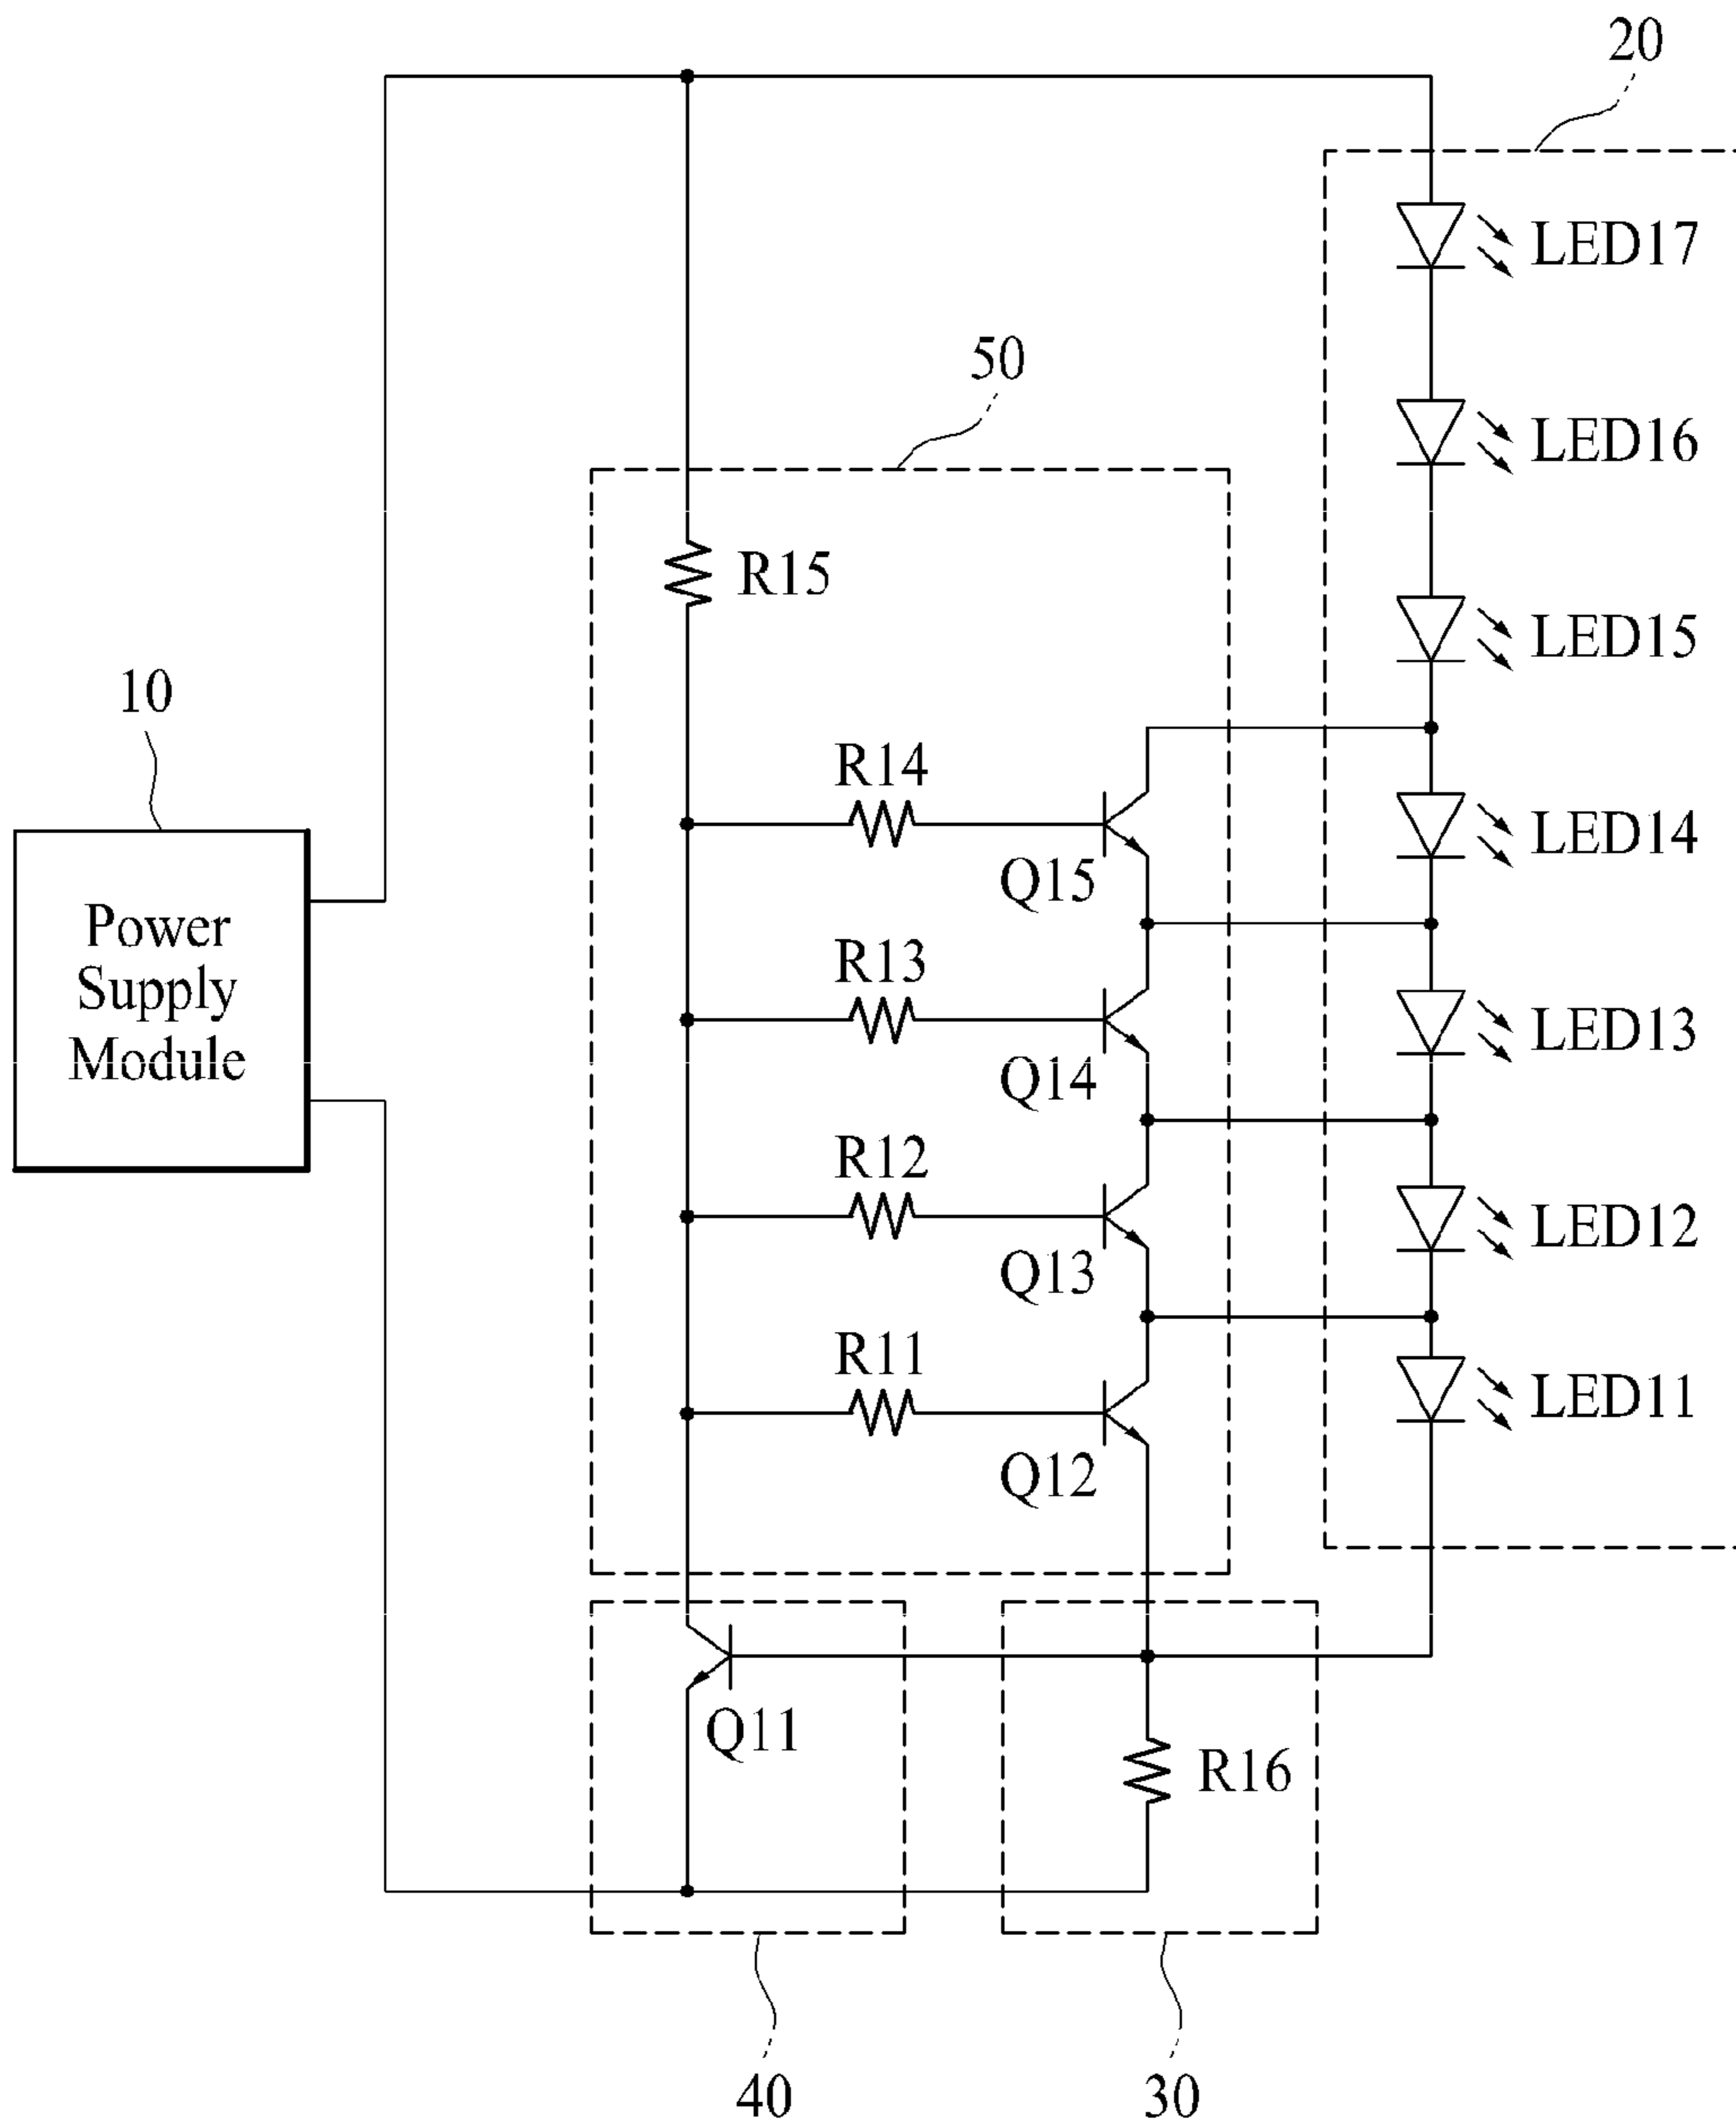 20
LED17
50
LED16
R15
LED15
10
R14
LED14
Q15
Power
Supply
Module
R13
LED13
Q14
R12
LED12
Q13
R11
LED11
Q12
Q11
R16
40
30